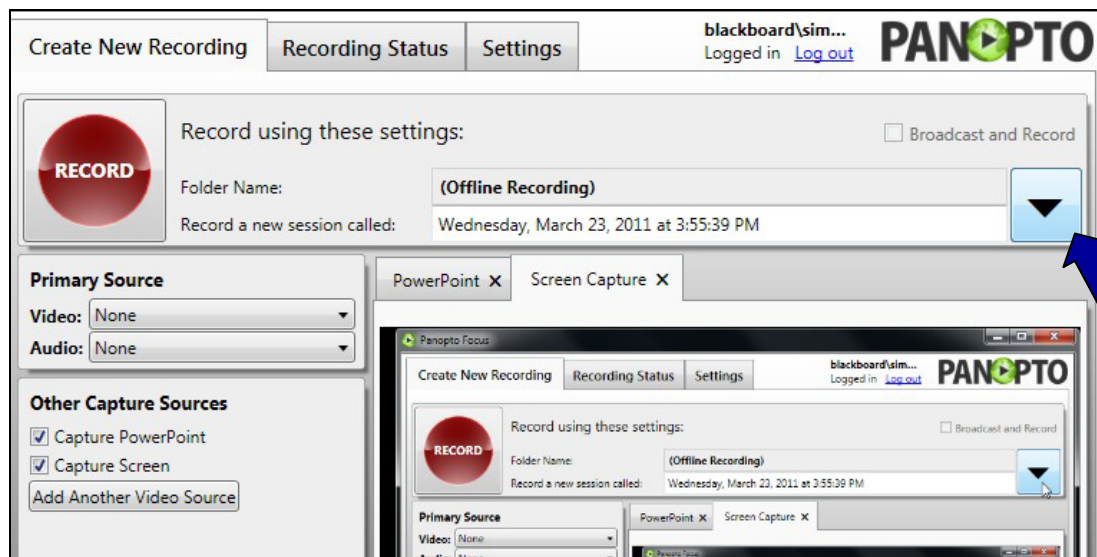 Create New Recording
Recording Status
Settings
blackboard\sim...
Logged in Log out
PANOPTO
RECORD
Record using these settings:
Broadcast and Record
Folder Name:
(Offline Recording)
Record a new session called:
Wednesday, March 23, 2011 at 3:55:39 PM
Primary Source
Video: None
Audio: None
Other Capture Sources
Capture PowerPoint
Capture Screen
Add Another Video Source
PowerPoint X
Screen Capture X
Panopto Focus
Create New Recording
Recording Status
Settings
blackboard\sim...
Logged in Log out
PANOPTO
RECORD
Record using these settings:
Broadcast and Record
Folder Name:
(Offline Recording)
Record a new session called:
Wednesday, March 23, 2011 at 3:55:39 PM
Primary Source
Video: None
PowerPoint X
Screen Capture X
Panopto Focus